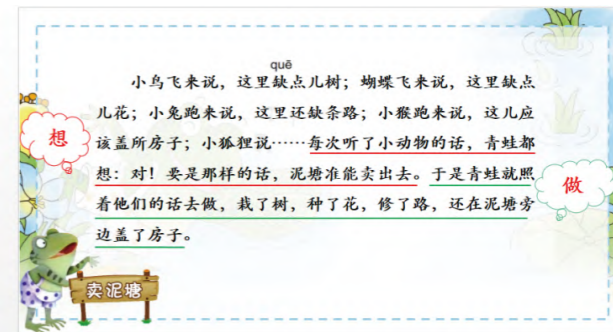 quē
小鸟飞来说，这里缺点儿树；蝴蝶飞来说，这里缺点
儿花；小兔跑来说，这里还缺条路；小猴跑来说，这儿应
该盖所房子；小狐狸说……每次听了小动物的话，青蛙都
想：对！要是那样的话，泥塘准能卖出去。于是青蛙就照
着他们的话去做，栽了树，种了花，修了路，还在泥塘旁
边盖了房子。
想
做
卖泥塘